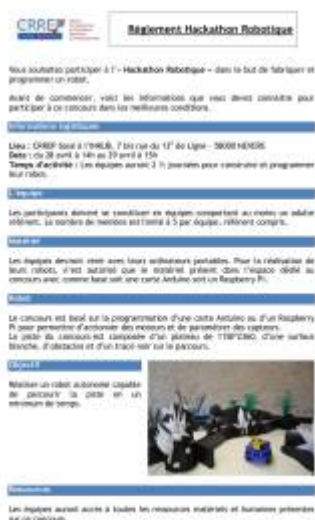 CRREP
Règlement Hackathon Robotique
Vous souhaitez participer à l'« Hackathon Robotique » dans le but de fabriquer et
programmer un robot.
Avant de commencer, voici les informations que vous devez connaître pour
participer à ce concours dans les meilleures conditions.
Informations logistiques
Lieu : CRREP basé à l'INKUB, 7 bis rue du 13e de Ligne - 58000 NEVERS
Date : du 28 avril à 14h au 29 avril à 15h
Temps d'activité : Les équipes auront 2 ½ journées pour construire et programmer
leur robot.
L'équipe
Les participants doivent se constituer en équipes comportant au moins un adulte
référent. Le nombre de membres est limité à 5 par équipe, référent compris.
Matériel
Les équipes devront venir avec leurs ordinateurs portables. Pour la réalisation de
leurs robots, n'est autorisé que le matériel présent dans l'espace dédié au
concours avec comme base soit une carte Arduino soit un Raspberry Pi.
Robot
Le concours est basé sur la programmation d'une carte Arduino ou d'un Raspberry
Pi pour permettre d'actionner des moteurs et de paramétrer des capteurs.
La piste du concours est composée d'un plateau de d'une surface
blanche, d'obstacles et d'un tracé noir sur le parcours.
Objectif
Réaliser un robot autonome capable
de parcourir la piste en un
minimum de temps.
Ressources
Les équipes auront accès à toutes les ressources matériels et humaines présentes
sur ce concours.